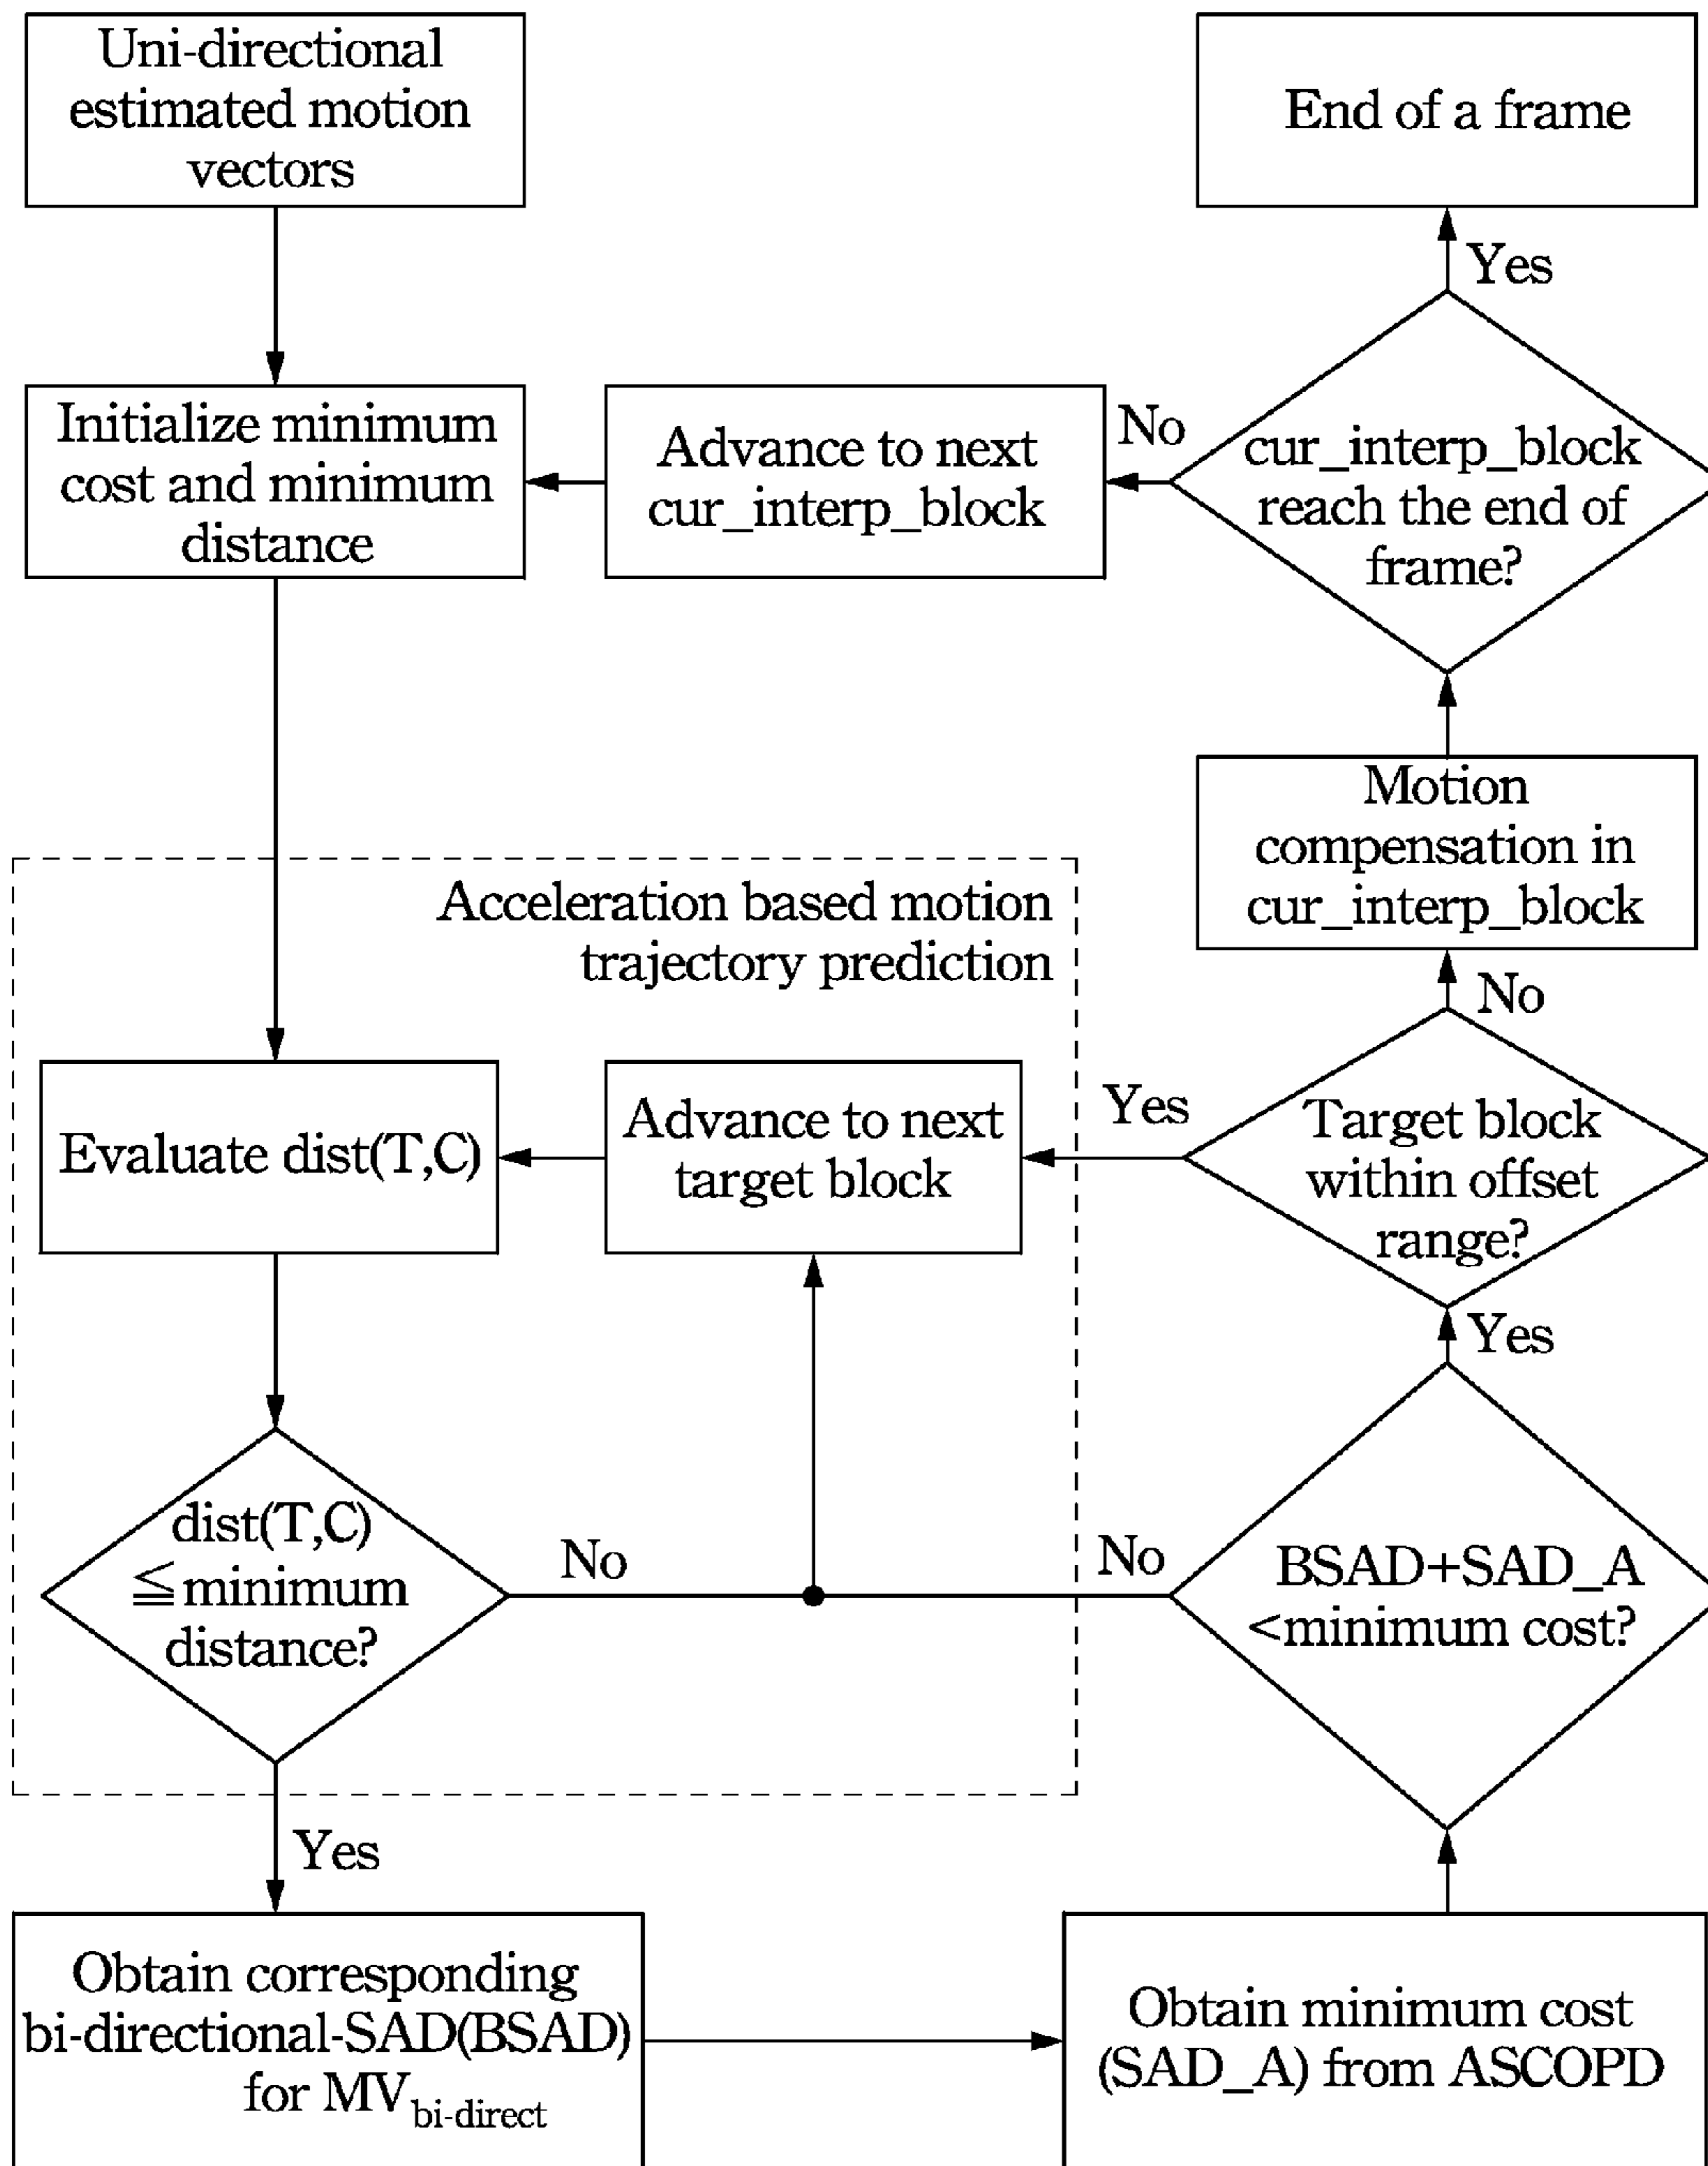 Uni-directional
estimated motion
vectors
End of a frame
Yes
Initialize minimum
cost and minimum
distance
Advance to next
cur_interp_block
No
cur_interp_block
reach the end of
frame?
Motion
compensation in
cur_interp_block
Acceleration based motion
trajectory prediction
No
Evaluate dist(T,C)
Advance to next
target block
Yes
Target block
within offset
range?
Yes
dist(T,C)
≦minimum
distance?
No
No
BSAD+SAD_A
<minimum cost?
Yes
Obtain corresponding
bi-directional-SAD(BSAD)
for MVbi-direct
Obtain minimum cost
(SAD_A) from ASCOPD